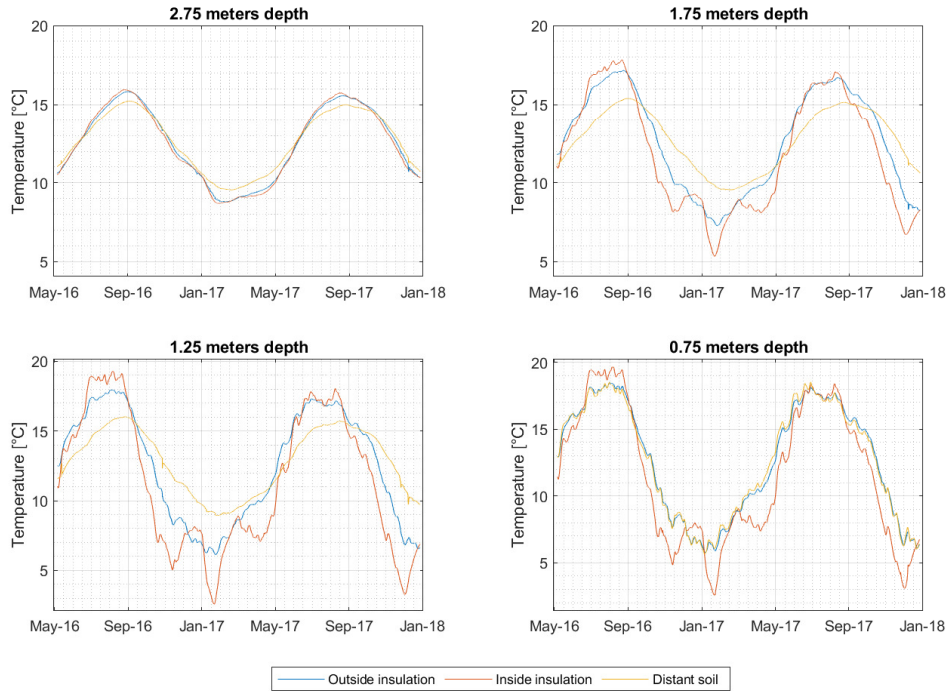 2.75 meters depth
20
15
10
5
Temperature [°C]
May-16 Sep-16 Jan-17 May-17 Sep-17 Jan-18
1.75 meters depth
20
15
10
5
Temperature [°C]
May-16 Sep-16 Jan-17 May-17 Sep-17 Jan-18
1.25 meters depth
20
15
10
5
Temperature [°C]
May-16 Sep-16 Jan-17 May-17 Sep-17 Jan-18
0.75 meters depth
20
15
10
5
Temperature [°C]
May-16 Sep-16 Jan-17 May-17 Sep-17 Jan-18
Outside insulation Inside insulation Distant soil